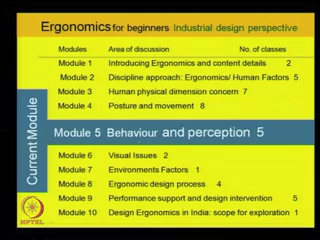 Ergonomics for beginners Industrial design perspective
Modules Area of discussion No. of classes
Module 1 Introducing Ergonomics and content details 2
Module 2 Discipline approach: Ergonomics/ Human Factors 5
Module 3 Human physical dimension concern 7
Module 4 Posture and movement 8
Current Module
Module 5 Behaviour and perception 5
Module 6 Visual Issues 2
Module 7 Environments Factors 1
Module 8 Ergonomic design process 4
Module 9 Performance support and design intervention 5
Module 10 Design Ergonomics in India: scope for exploration 1
NPTEL